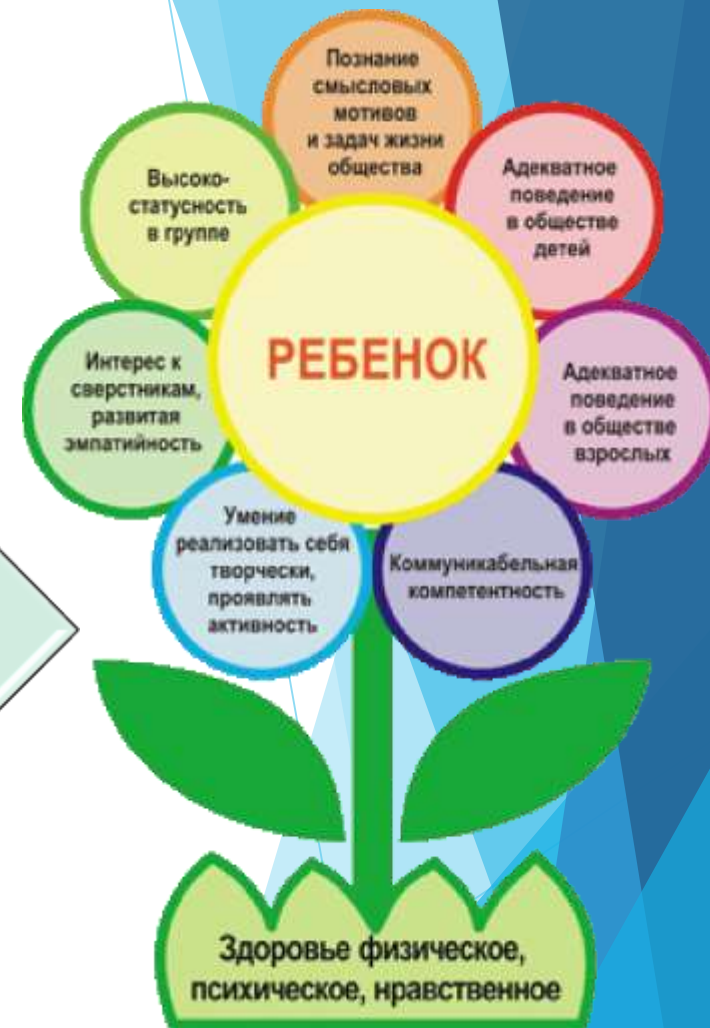 Познание
смысловых
мотивов
и задач жизни
общества
Адекватное
поведение
в обществе
детей
Адекватное
поведение
в обществе
взрослых
Коммуникабельная
компетентность
Умение
реализовать себя
творчески,
проявлять
активность
Интерес к
сверстникам,
развитая
эмпатийность
Высоко-
статусность
в группе
РЕБЕНОК
Здоровье физическое,
психическое, нравственное